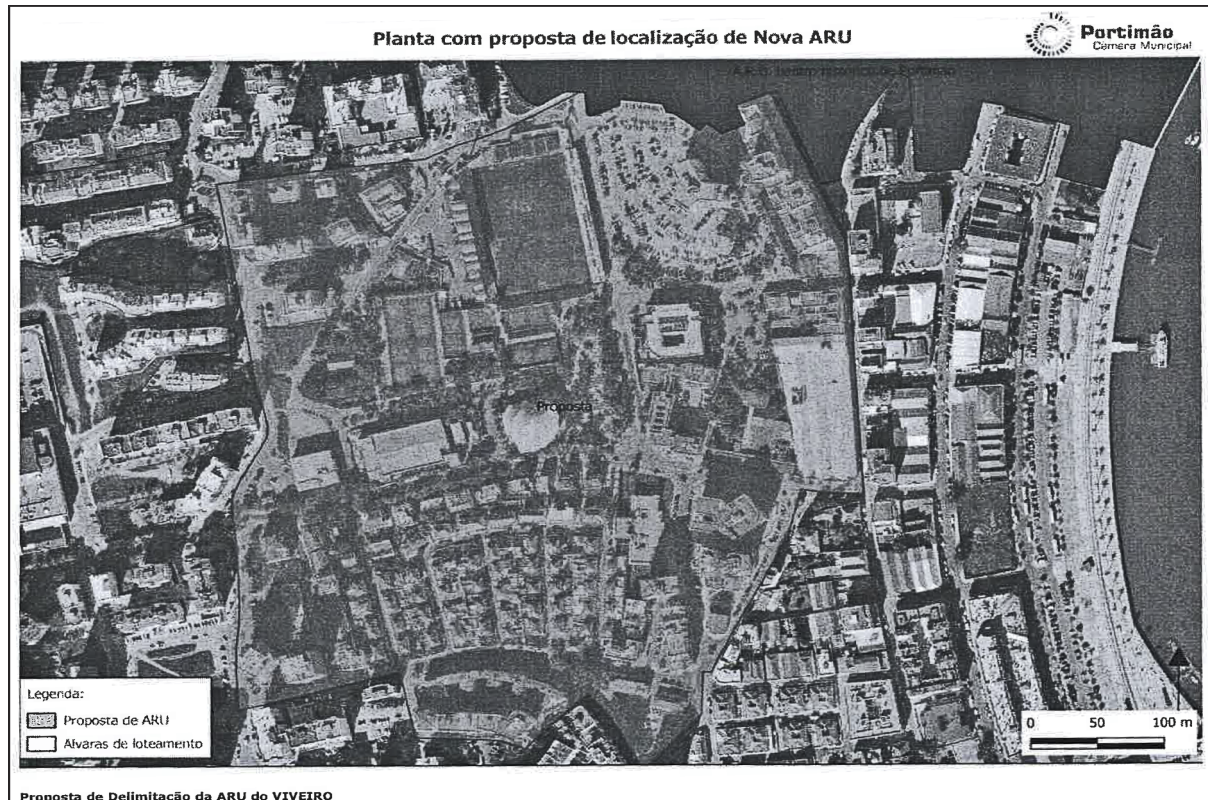 Planta com proposta de localização de Nova ARU
Portimão
Câmara Municipal
Proposta
Legenda:
Proposta de ARU
Alvaras de loteamento
0 50 100 m
Proposta de Delimitação da ARU do VIVEIRO